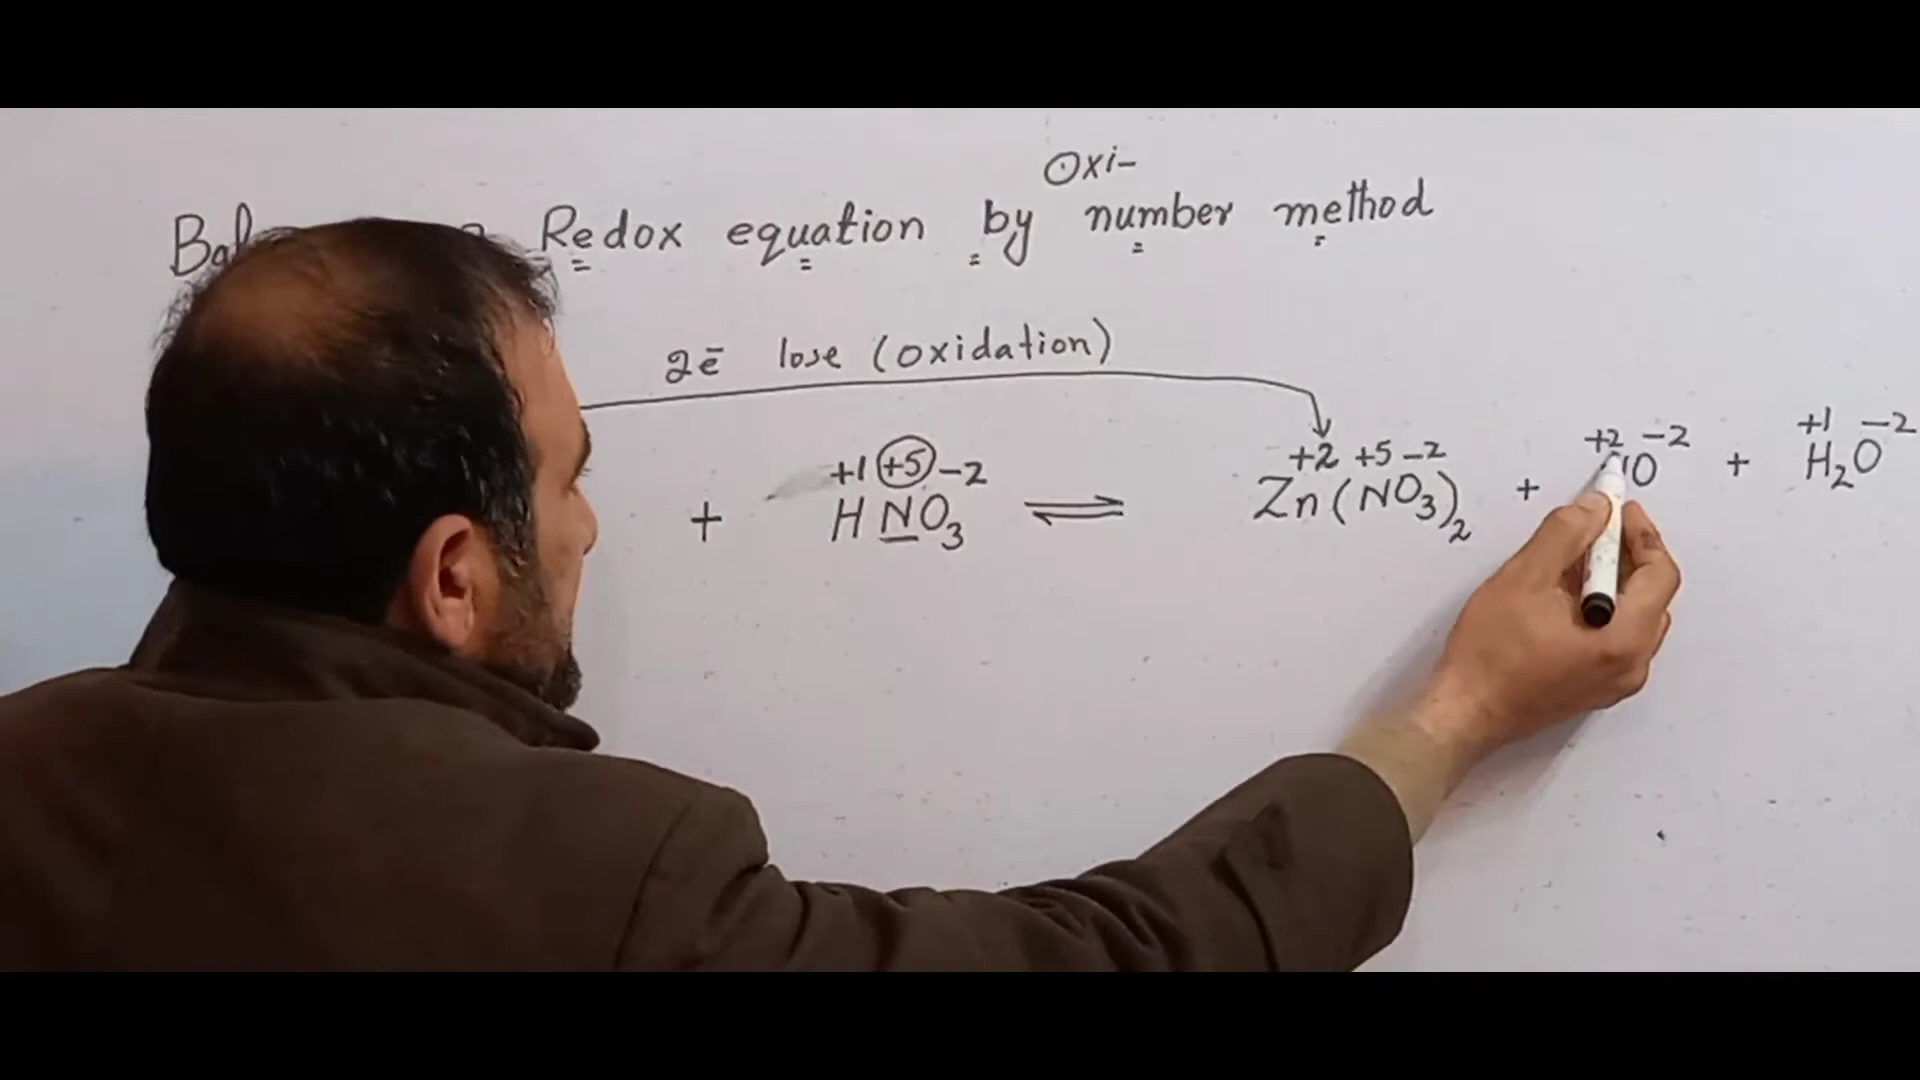 Oxi-
Redox equation by number method
2ē lose (oxidation)
+1 +5 -2 +2 +5 -2 +2 -2 +1 -2
+ HNO₃ ⇌ Zn(NO₃)₂ + O + H₂O